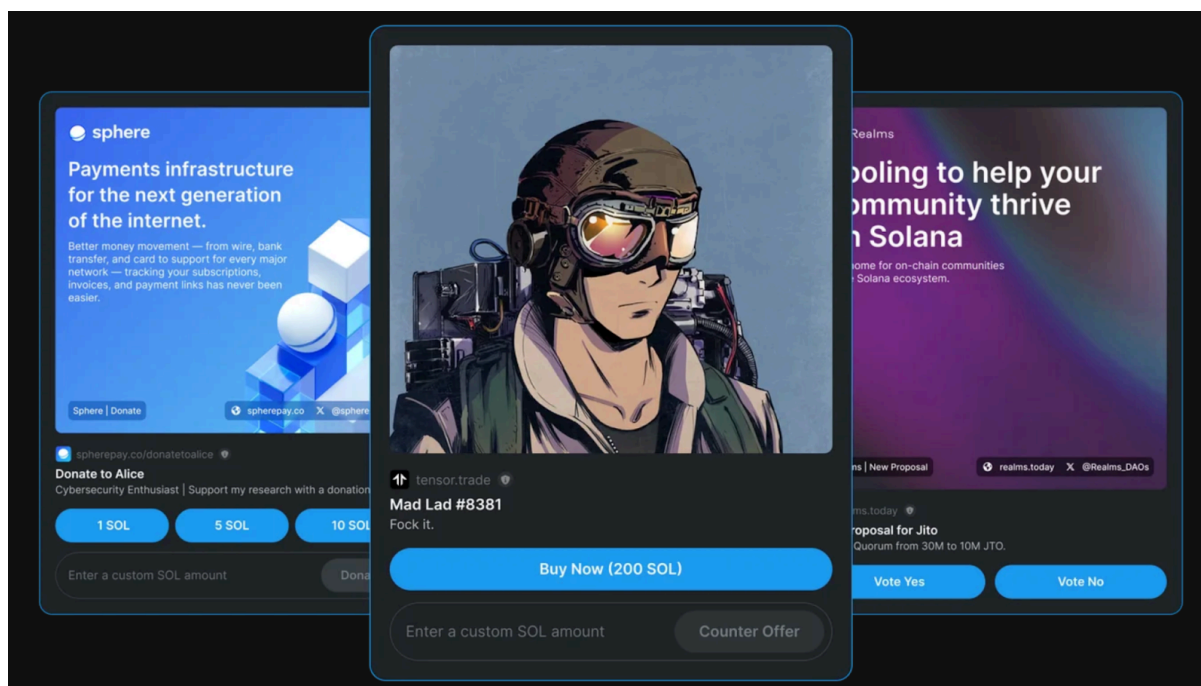 sphere
Payments infrastructure
for the next generation
of the internet.
Better money movement — from wire, bank
transfer, and card to support for every major
network — tracking your subscriptions,
invoices, and payment links has never been
easier.
Sphere | Donate
spherepay.co
@sphere
spherepay.co/donatetoalice
Donate to Alice
Cybersecurity Enthusiast | Support my research with a donation
1 SOL
5 SOL
10 SOL
Enter a custom SOL amount
Dona
tensor.trade
Mad Lad #8381
Fock it.
Buy Now (200 SOL)
Enter a custom SOL amount
Counter Offer
Realms
ooling to help your
ommunity thrive
n Solana
ome for on-chain communities
Solana ecosystem.
ms | New Proposal
realms.today
X @Realms_DAOs
ms.today
roposal for Jito
Quorum from 30M to 10M JTO.
Vote Yes
Vote No